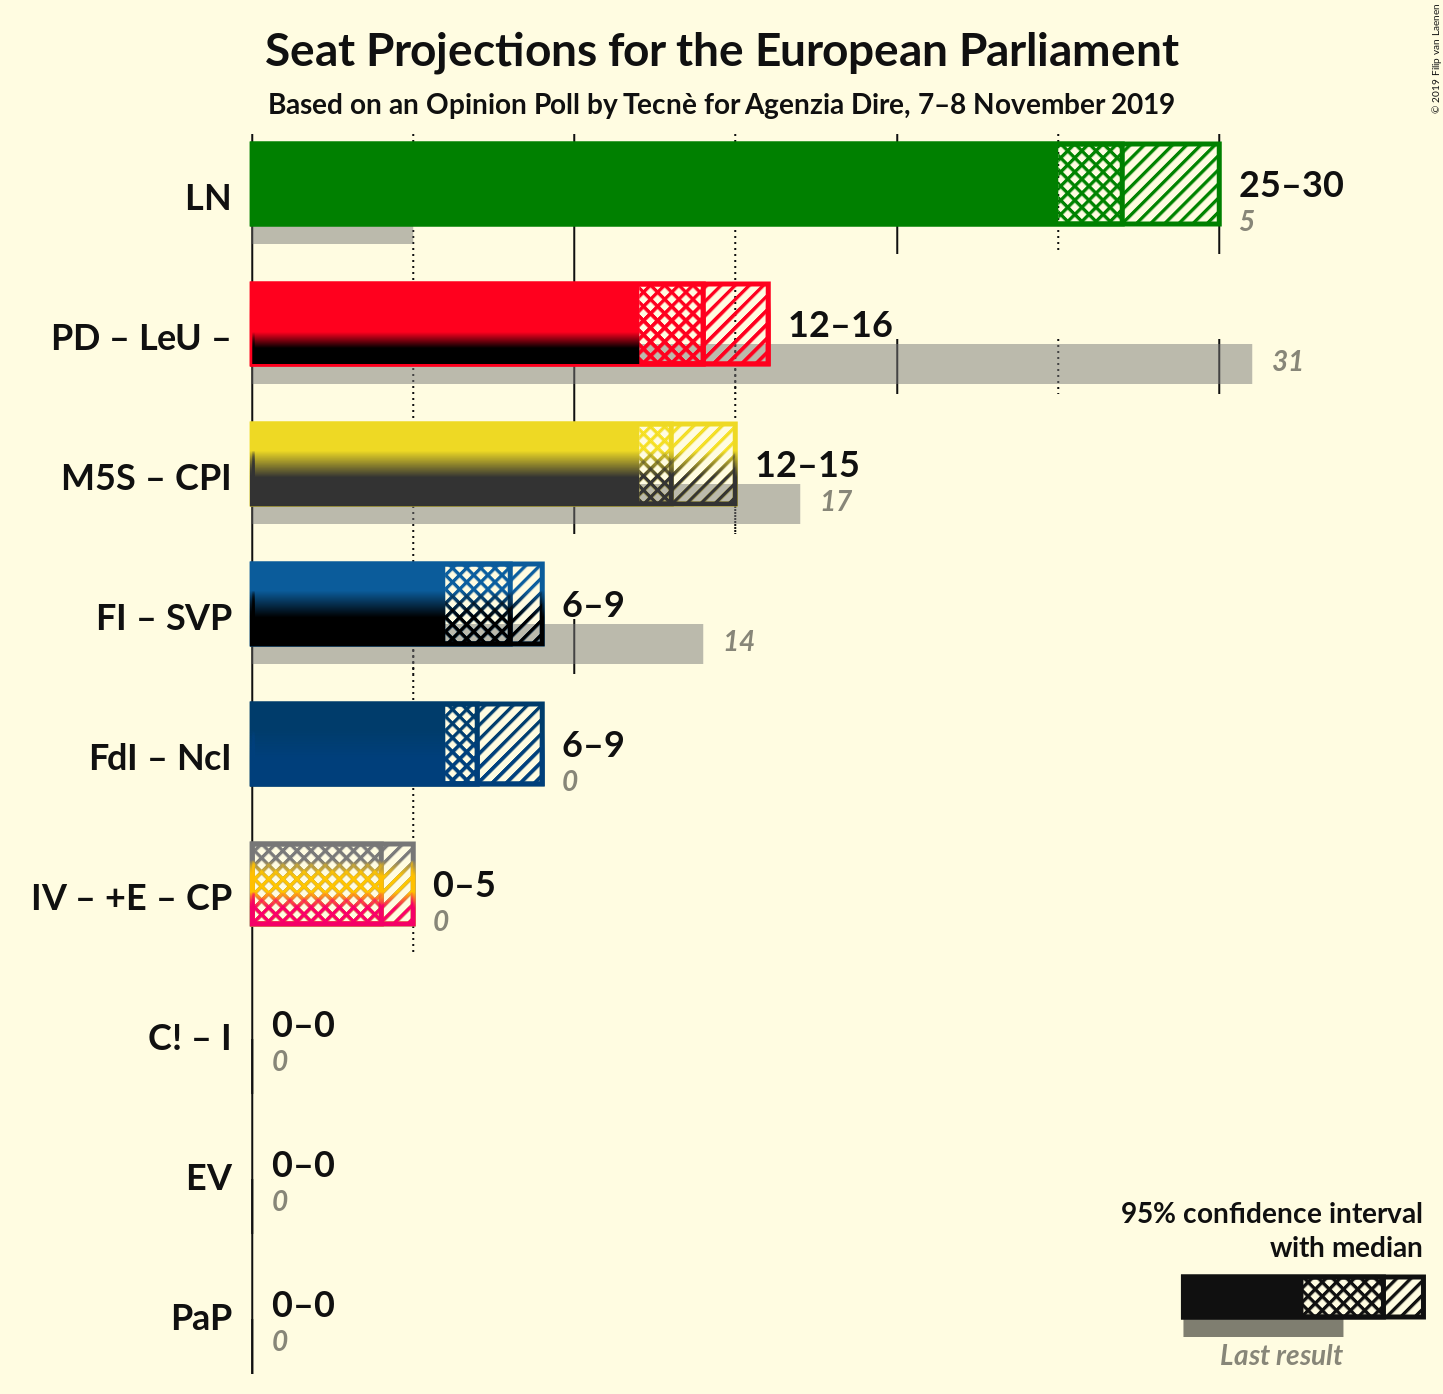 Seat Projections for the European Parliament
Based on an Opinion Poll by Tecnè for Agenzia Dire, 7–8 November 2019
© 2019 Filip van Laenen
LN
25–30
5
PD – LeU –
12–16
31
M5S – CPI
12–15
17
FI – SVP
6–9
14
FdI – NcI
6–9
0
IV – +E – CP
0–5
0
C! – I
0–0
0
EV
0–0
0
PaP
0–0
0
95% confidence interval
with median
Last result